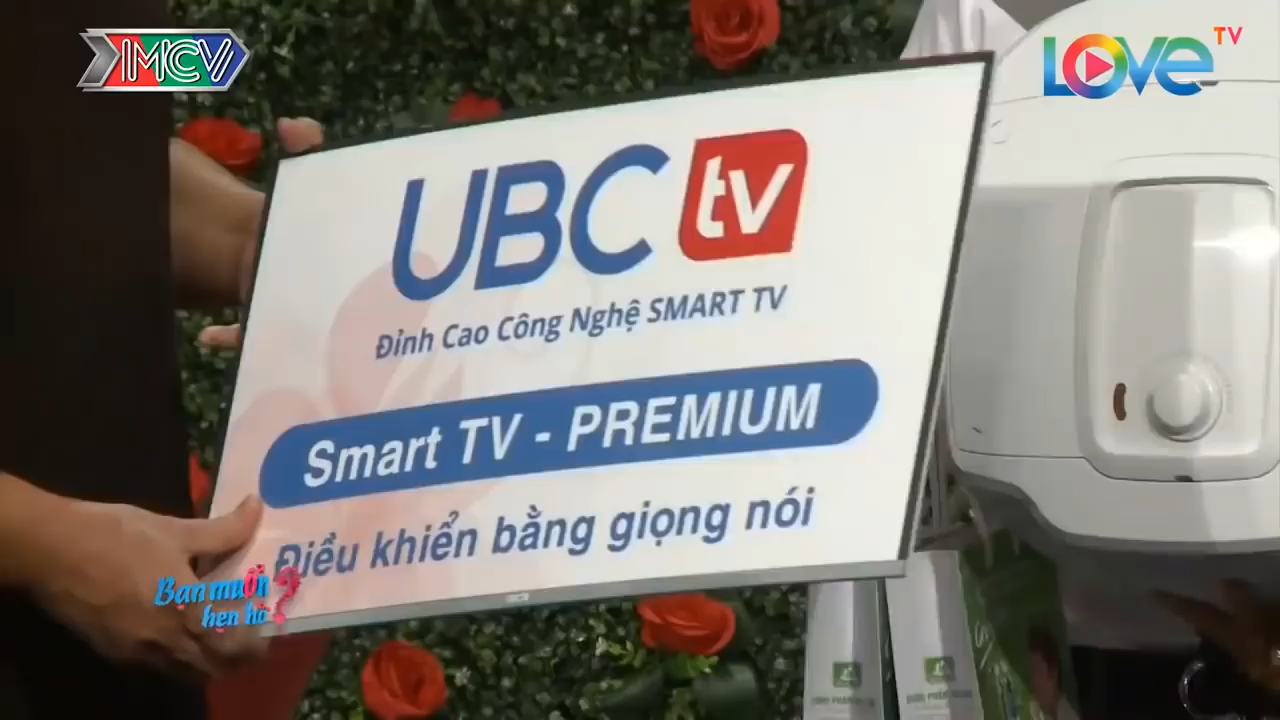 MCV
LOVE TV
UBC tv
Đỉnh Cao Công Nghệ SMART TV
Smart TV - PREMIUM
Điều khiển bằng giọng nói
Bạn muốn
hẹn hò?